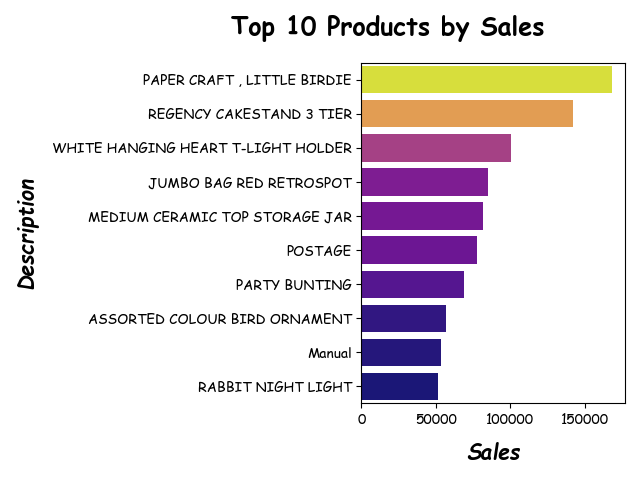 Top 10 Products by Sales
PAPER CRAFT , LITTLE BIRDIE
REGENCY CAKESTAND 3 TIER
WHITE HANGING HEART T-LIGHT HOLDER
JUMBO BAG RED RETROSPOT
MEDIUM CERAMIC TOP STORAGE JAR
POSTAGE
PARTY BUNTING
ASSORTED COLOUR BIRD ORNAMENT
Manual
RABBIT NIGHT LIGHT
Description
0 50000 100000 150000
Sales